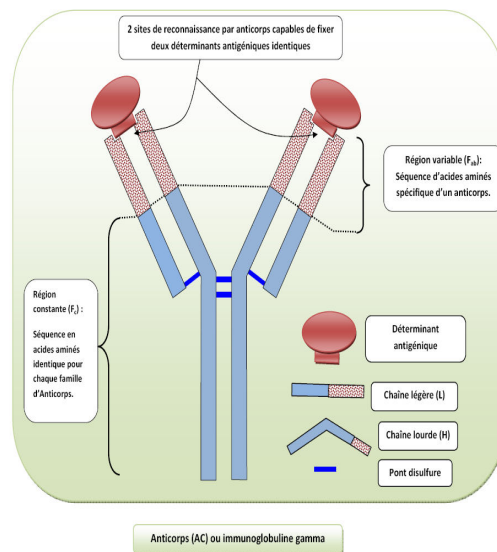 2 sites de reconnaissance par anticorps capables de fixer
deux déterminants antigéniques identiques
Région variable (Fab):
Séquence d'acides aminés
spécifique d'un anticorps.
Région
constante (Fc) :
Séquence en
acides aminés
identique pour
chaque famille
d'Anticorps.
Déterminant
antigénique
Chaîne légère (L)
Chaîne lourde (H)
Pont disulfure
Anticorps (AC) ou immunoglobuline gamma